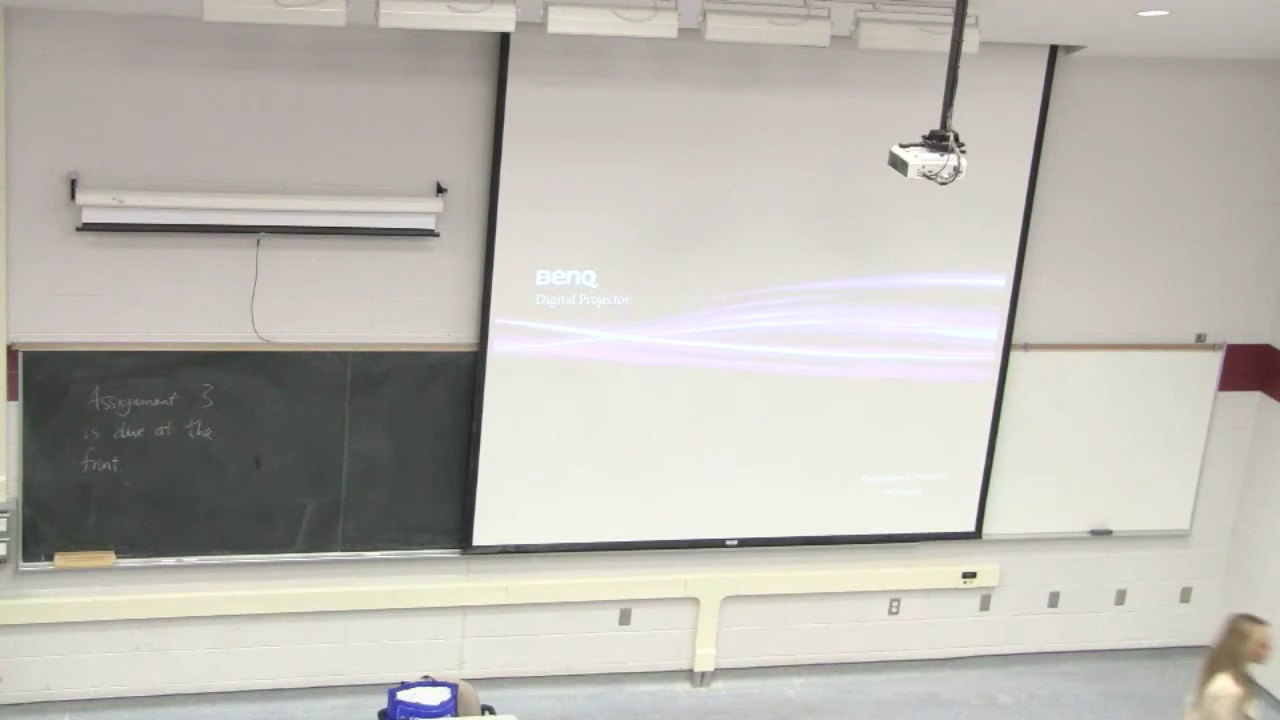 Assignment 3
is due at the
front
BenQ
Digital Projector